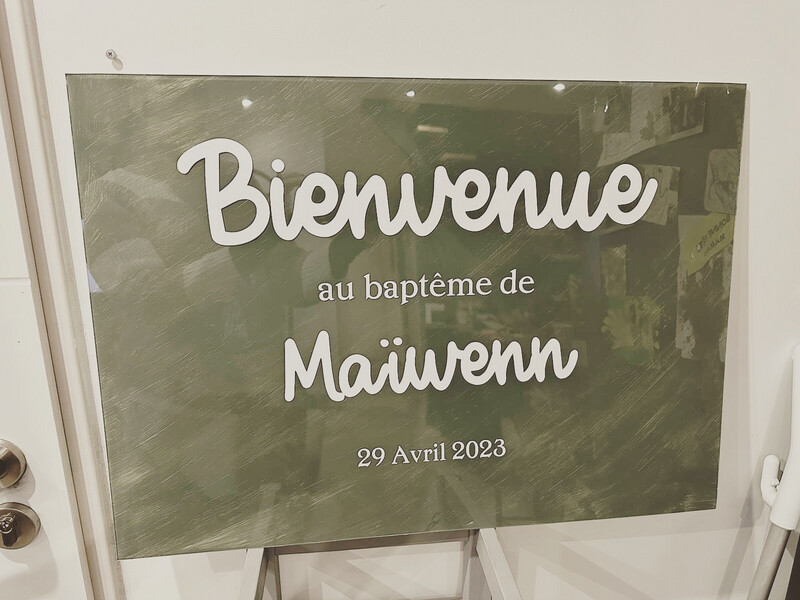 Bienvenue
au baptême de
Maïwenn
29 Avril 2023